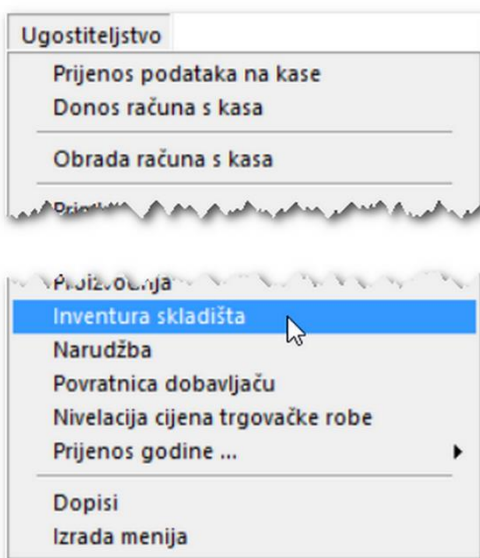 Ugostiteljstvo
Prijenos podataka na kase
Donos računa s kasa
Obrada računa s kasa
Proizvodnja
Inventura skladišta
Narudžba
Povratnica dobavljaču
Nivelacija cijena trgovačke robe
Prijenos godine ...
Dopisi
Izrada menija